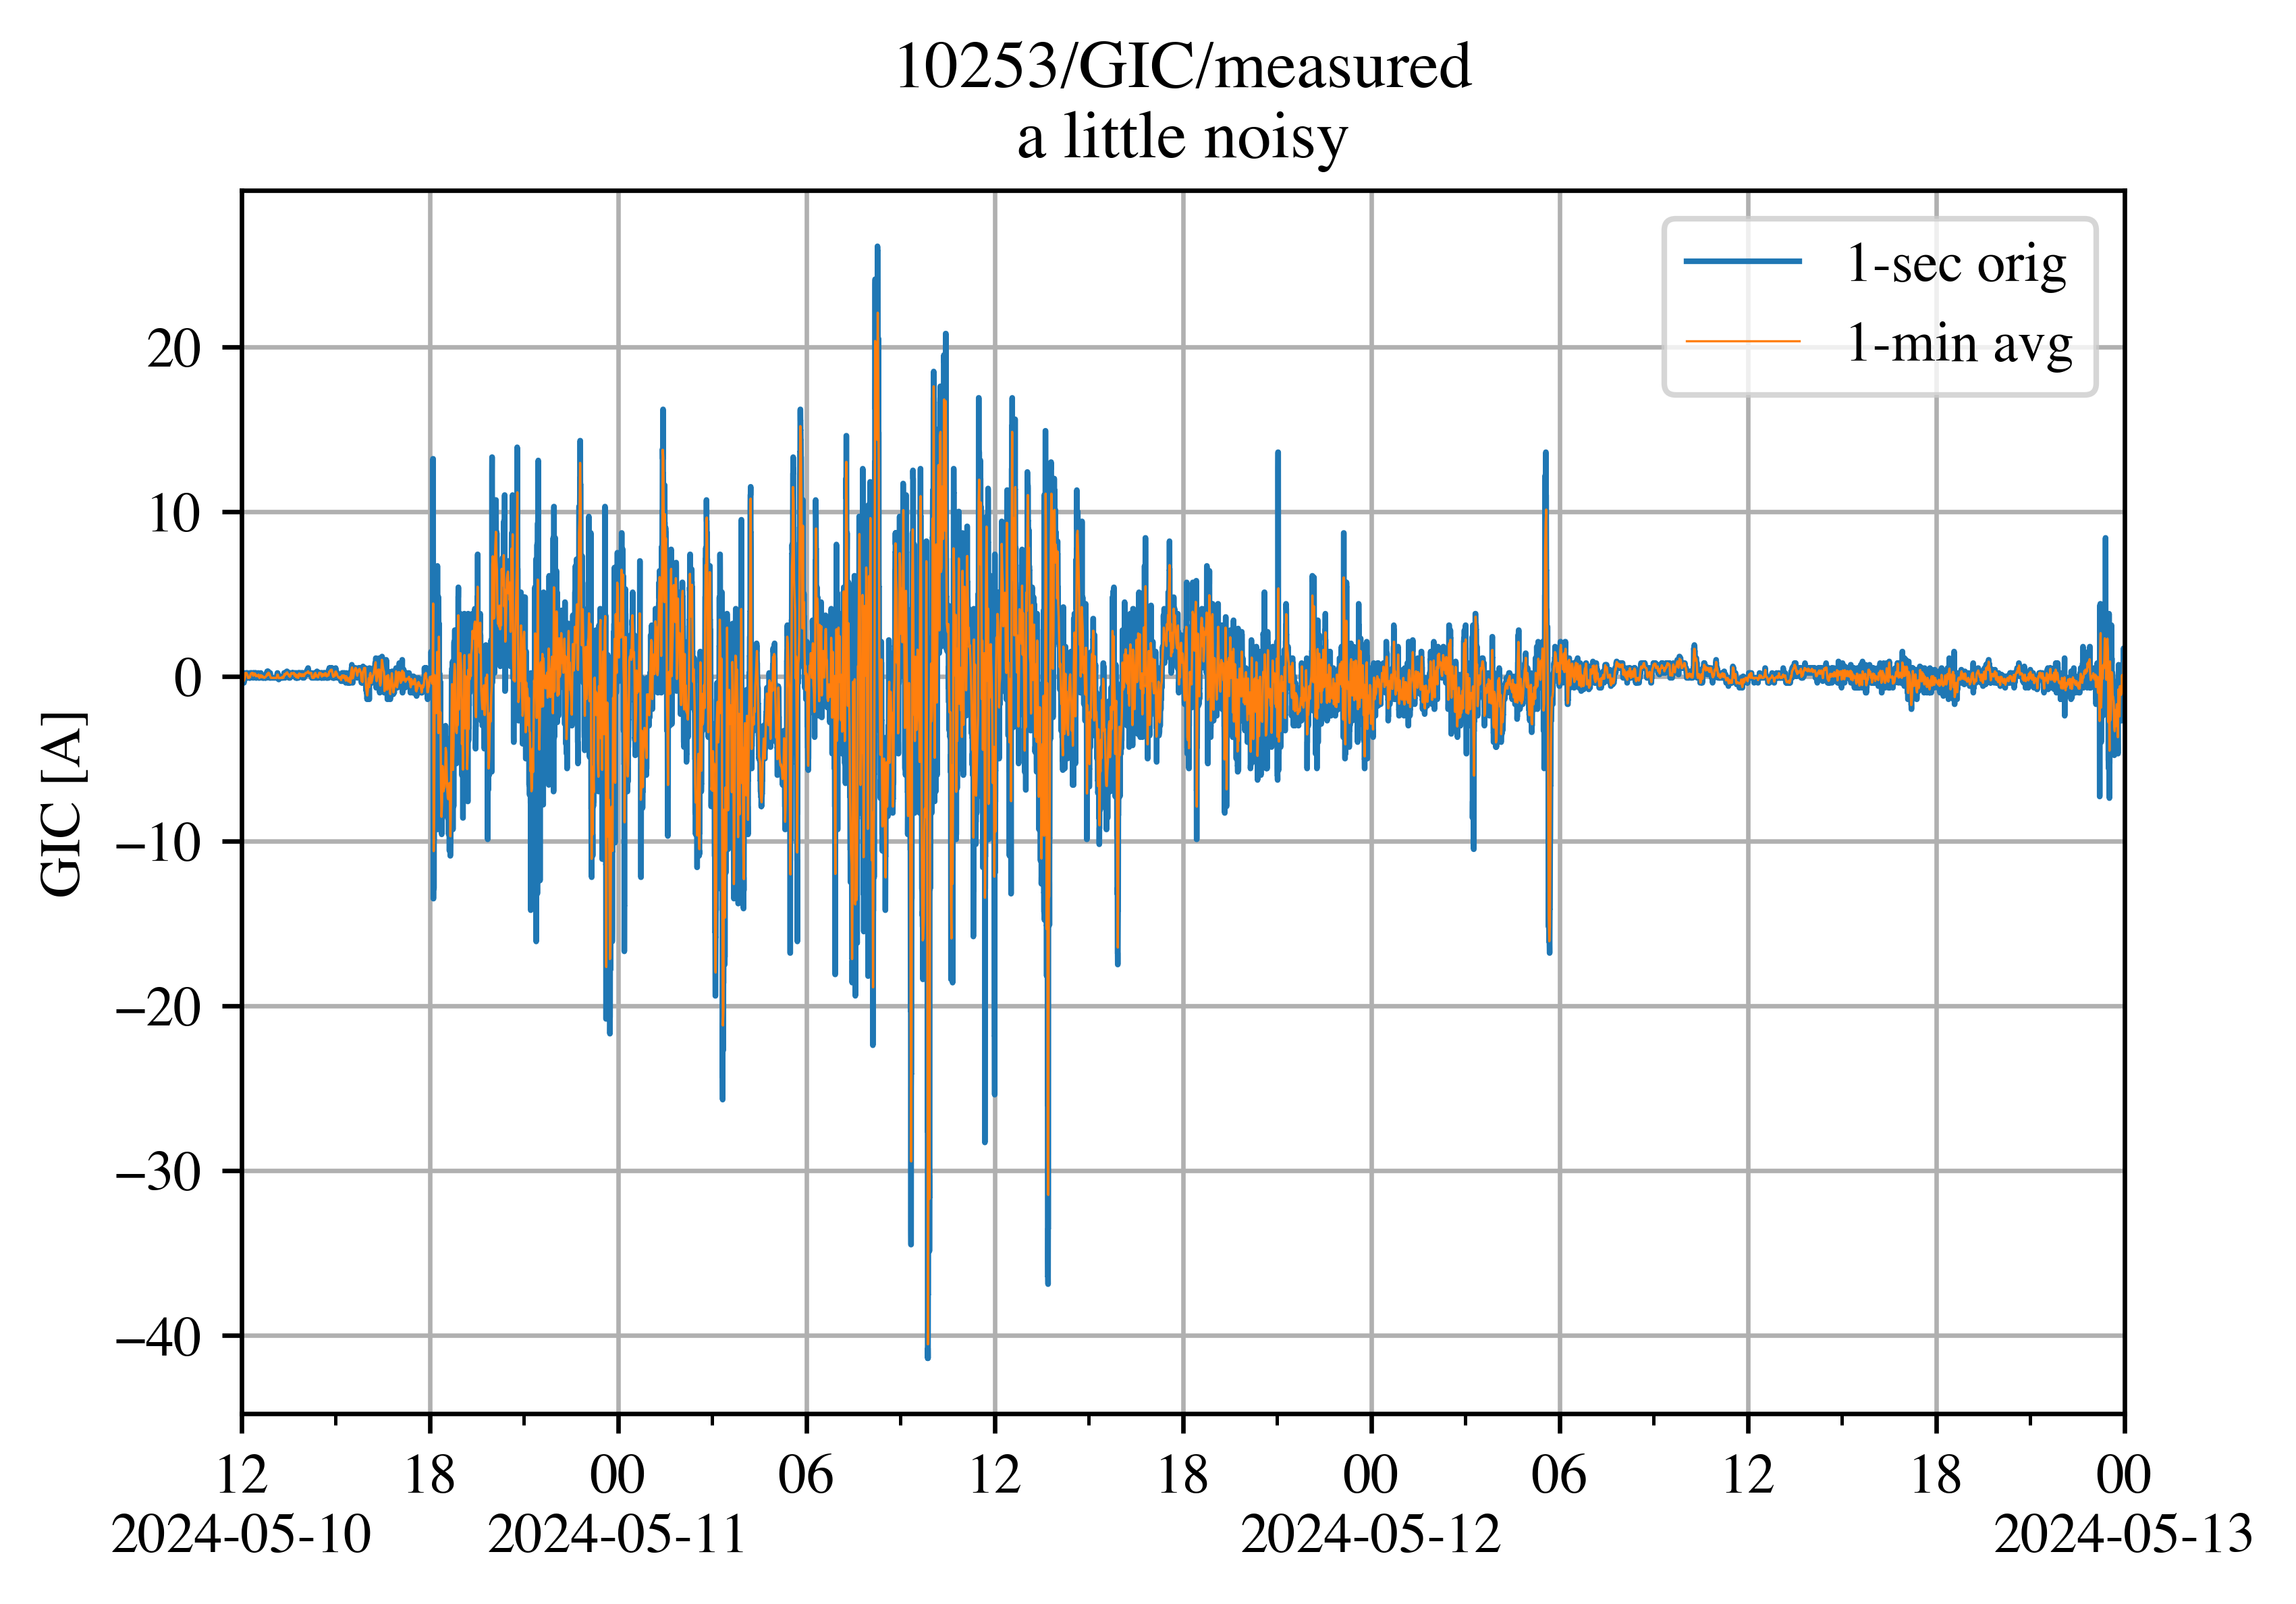 10253/GIC/measured
a little noisy
1-sec orig
1-min avg
GIC [A]
20
10
0
−10
−20
−30
−40
12 18 00 06 12 18 00 06 12 18 00
2024-05-10 2024-05-11 2024-05-12 2024-05-13